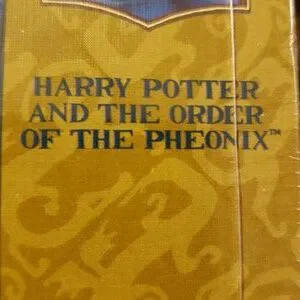 HARRY POTTER
AND THE ORDER
OF THE PHEONIX™